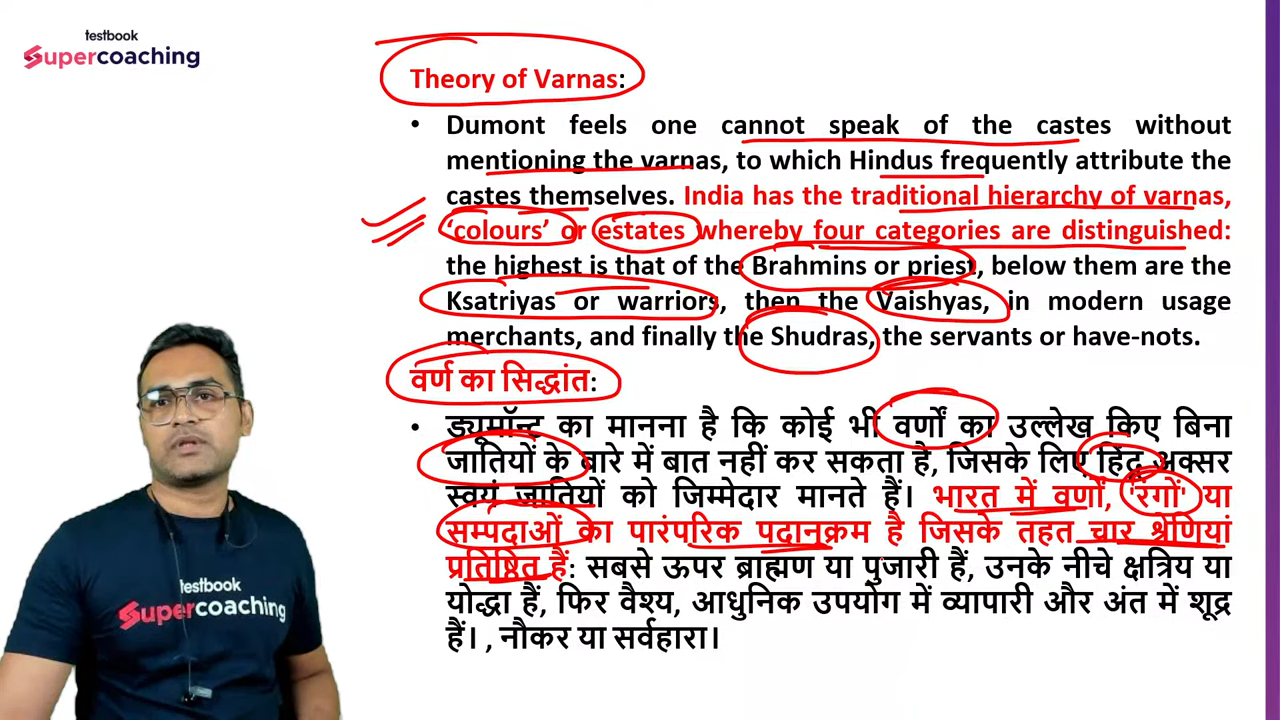 testbook
Supercoaching
Theory of Varnas:
• Dumont feels one cannot speak of the castes without
mentioning the varnas, to which Hindus frequently attribute the
castes themselves. India has the traditional hierarchy of varnas,
‘colours’ or estates whereby four categories are distinguished:
the highest is that of the Brahmins or priest, below them are the
Ksatriyas or warriors, then the Vaishyas, in modern usage
merchants, and finally the Shudras, the servants or have-nots.
वर्ण का सिद्धांत:
• ड्यूमॉन्ट का मानना है कि कोई भी वर्णों का उल्लेख किए बिना
जातियों के बारे में बात नहीं कर सकता है, जिसके लिए हिंदू अक्सर
स्वयं जातियों को जिम्मेदार मानते हैं। भारत में वर्णों, 'रंगों' या
सम्पदाओं का पारंपरिक पदानुक्रम है जिसके तहत चार श्रेणियां
प्रतिष्ठित हैं: सबसे ऊपर ब्राह्मण या पुजारी हैं, उनके नीचे क्षत्रिय या
योद्धा हैं, फिर वैश्य, आधुनिक उपयोग में व्यापारी और अंत में शूद्र
हैं। , नौकर या सर्वहारा।
testbook
Supercoaching